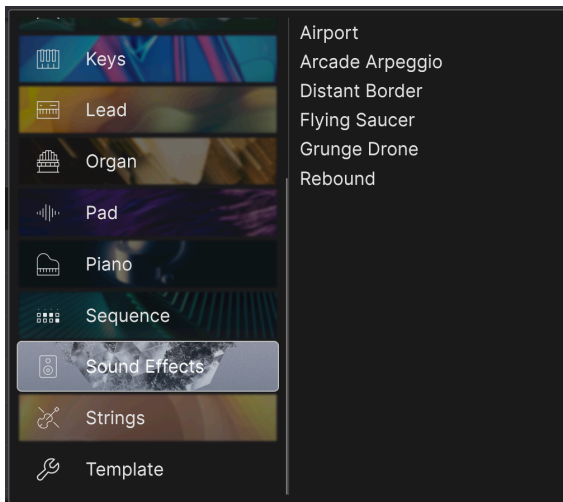 Keys
Lead
Organ
Pad
Piano
Sequence
Sound Effects
Strings
Template
Airport
Arcade Arpeggio
Distant Border
Flying Saucer
Grunge Drone
Rebound